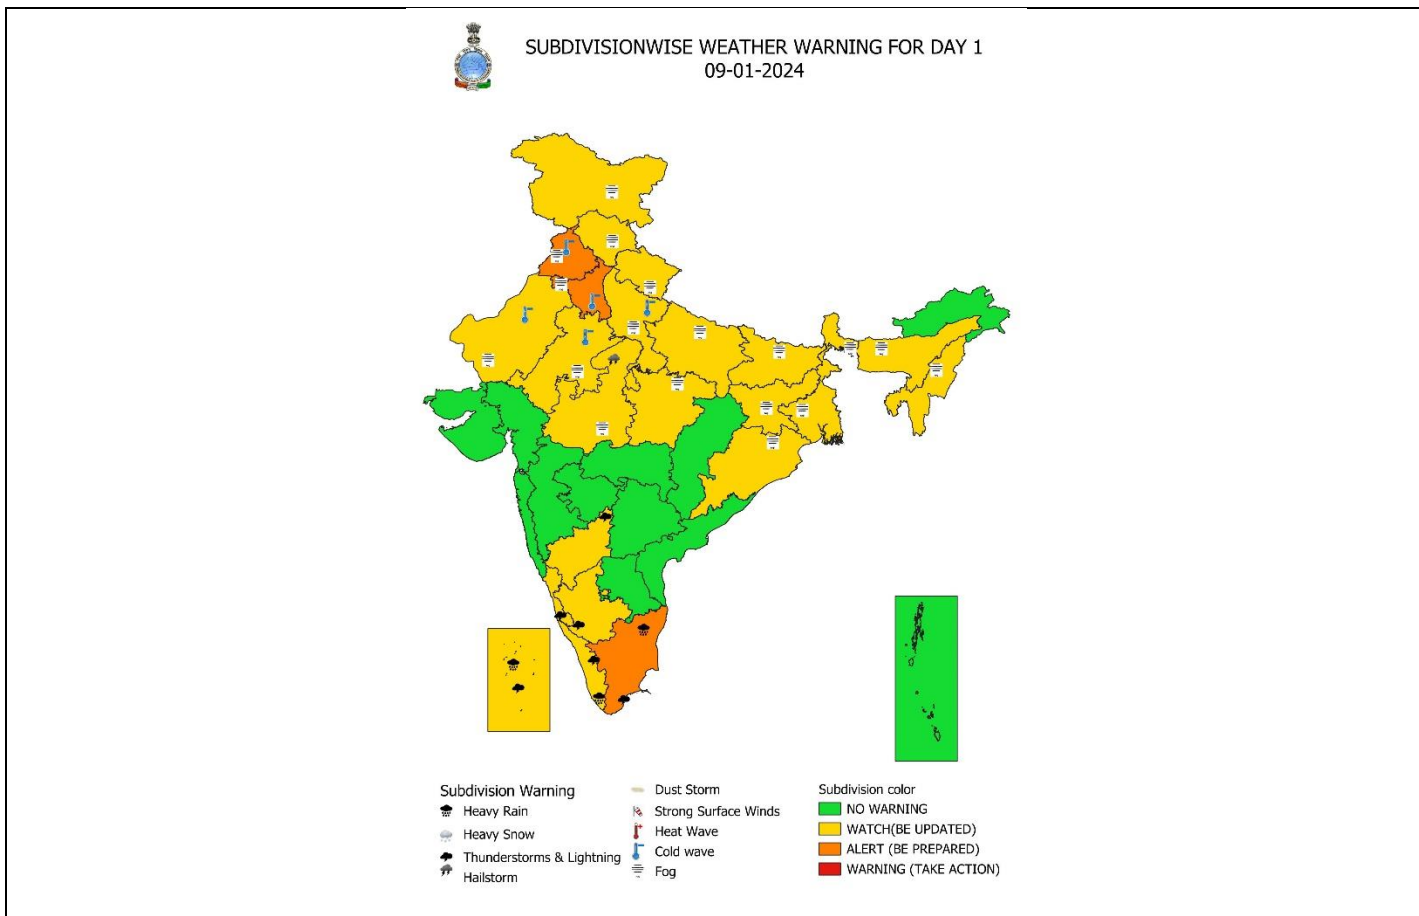 SUBDIVISIONWISE WEATHER WARNING FOR DAY 1
09-01-2024
Subdivision Warning
Heavy Rain
Heavy Snow
Thunderstorms & Lightning
Hailstorm
Dust Storm
Strong Surface Winds
Heat Wave
Cold wave
Fog
Subdivision color
NO WARNING
WATCH(BE UPDATED)
ALERT (BE PREPARED)
WARNING (TAKE ACTION)